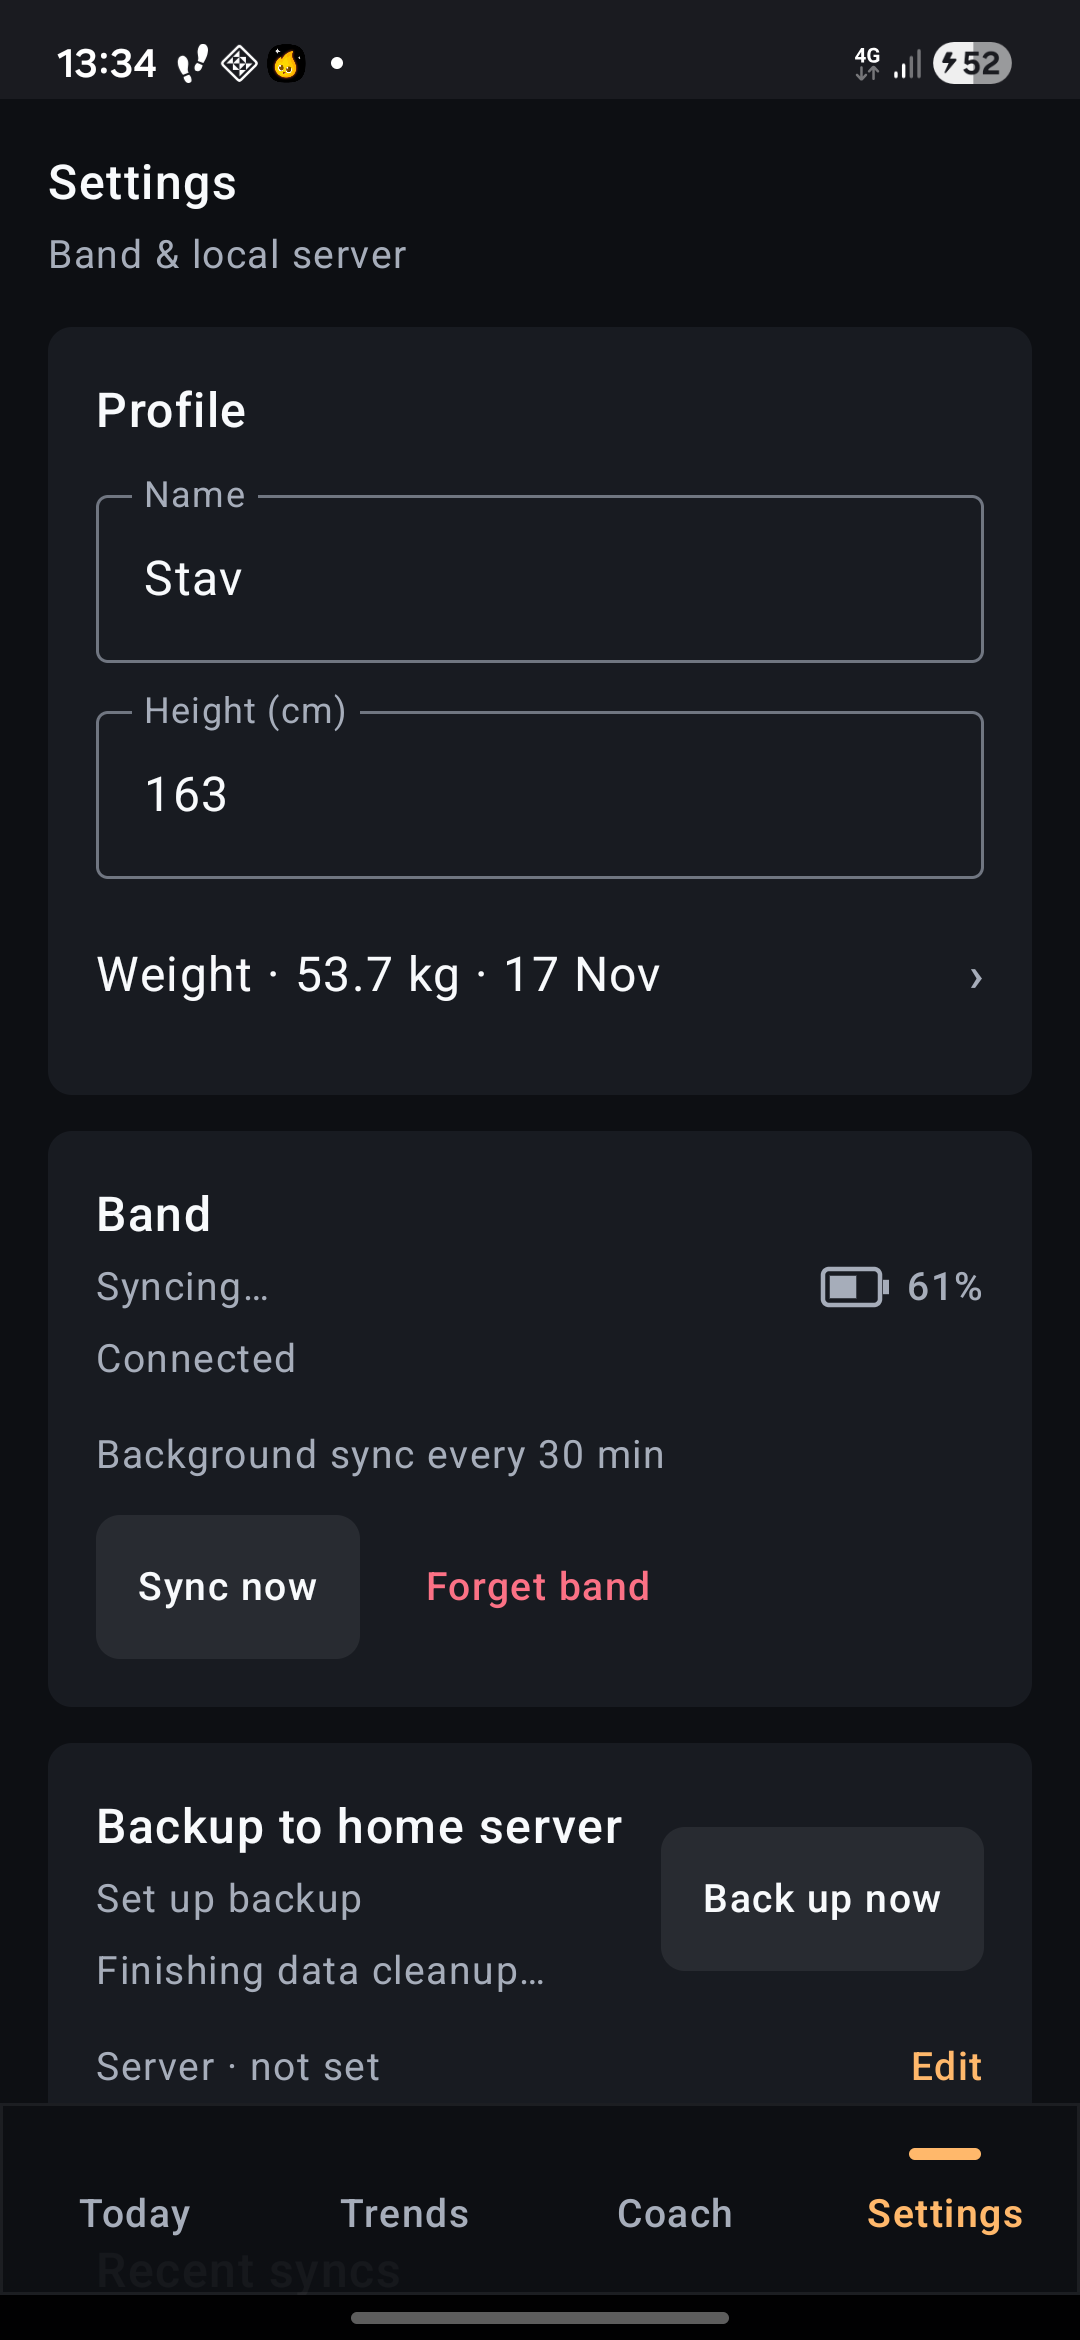 13:34
4G
52
Settings
Band & local server
Profile
Name
Stav
Height (cm)
163
Weight · 53.7 kg · 17 Nov
Band
Syncing…
61%
Connected
Background sync every 30 min
Sync now
Forget band
Backup to home server
Set up backup
Back up now
Finishing data cleanup…
Server · not set
Edit
Today
Trends
Coach
Settings
Recent syncs